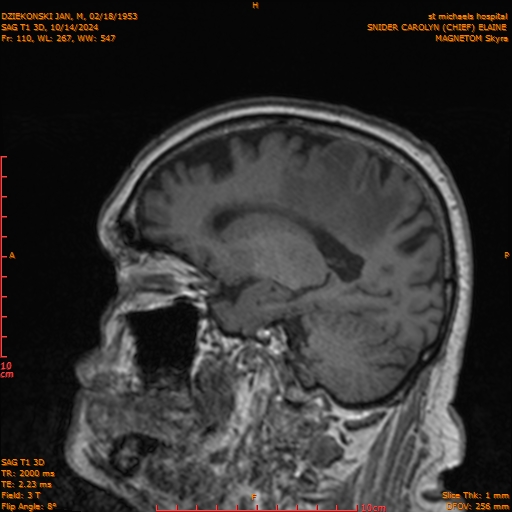 H
DZIEKONSKI JAN, M, 02/18/1953
SAG T1 3D, 10/14/2024
Fr: 110, WL: 267, WW: 547
st michaels hospital
SNIDER CAROLYN (CHIEF) ELAINE
MAGNETOM Skyra
A
P
10
cm
SAG T1 3D
TR: 2000 ms
TE: 2.23 ms
Field: 3 T
Flip Angle: 8°
F
10cm
Slice Thk: 1 mm
DFOV: 256 mm